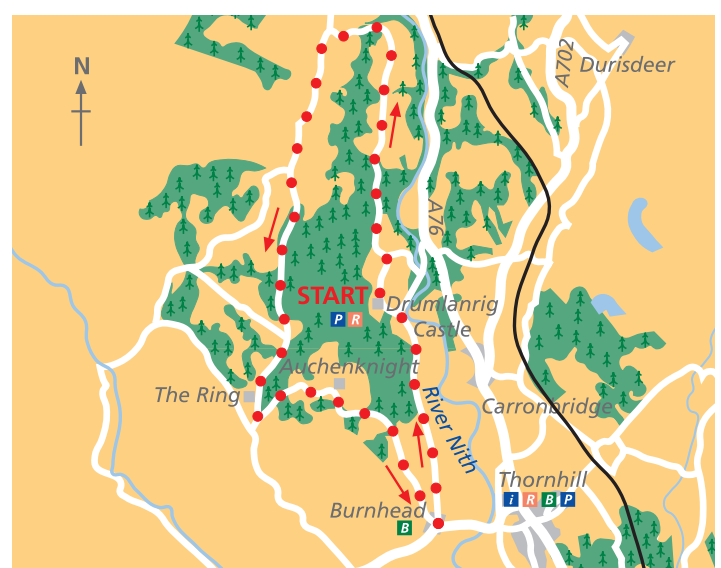 N
A702
Durisdeer
A76
START
P R
Drumlanrig
Castle
Auchenknight
The Ring
River Nith
Carronbridge
Thornhill
i R B P
Burnhead
B